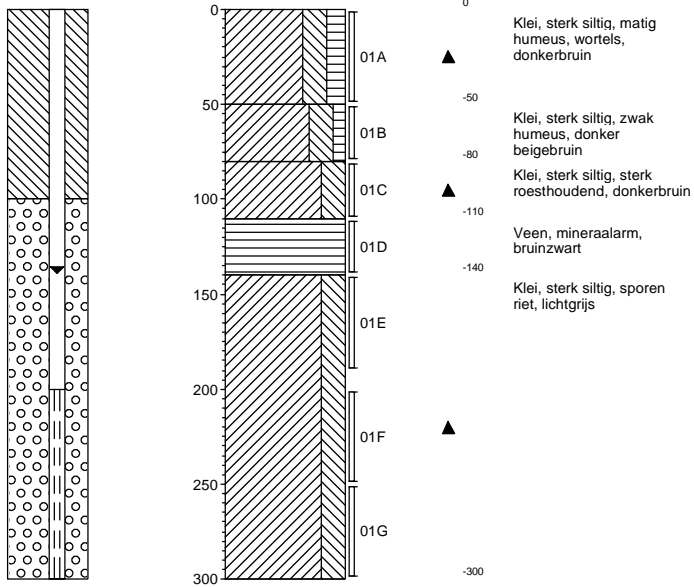 0
50
100
150
200
250
300
01A
01B
01C
01D
01E
01F
01G
0
-50
-80
-110
-140
-300
Klei, sterk siltig, matig
humeus, wortels,
donkerbruin
Klei, sterk siltig, zwak
humeus, donker
beigebruin
Klei, sterk siltig, sterk
roesthoudend, donkerbruin
Veen, mineraalarm,
bruinzwart
Klei, sterk siltig, sporen
riet, lichtgrijs